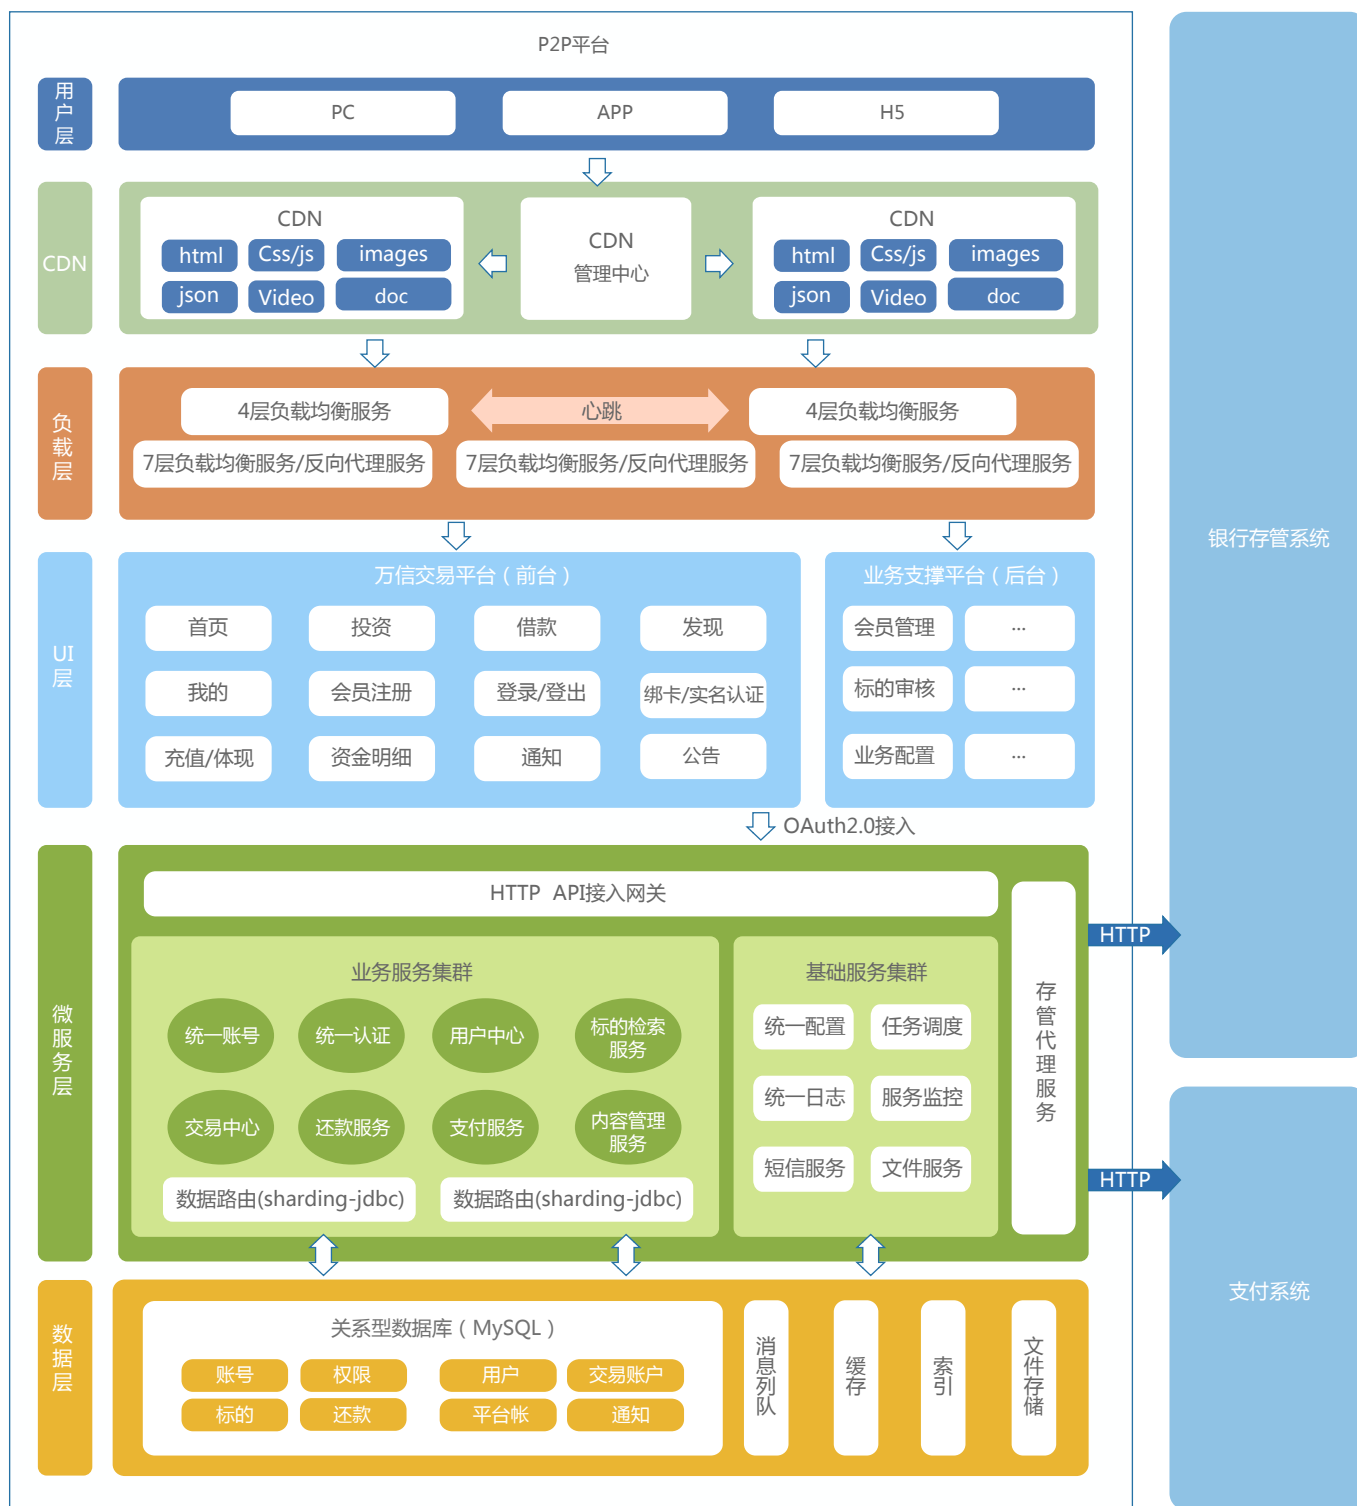 P2P平台
用户层
PC
APP
H5
CDN
CDN
html
Css/js
images
json
Video
doc
CDN
管理中心
CDN
html
Css/js
images
json
Video
doc
负载层
4层负载均衡服务
心跳
4层负载均衡服务
7层负载均衡服务/反向代理服务
7层负载均衡服务/反向代理服务
7层负载均衡服务/反向代理服务
UI
层
万信交易平台（前台）
首页
投资
借款
发现
我的
会员注册
登录/登出
绑卡/实名认证
充值/体现
资金明细
通知
公告
业务支撑平台（后台）
会员管理
...
标的审核
...
业务配置
...
OAuth2.0接入
微服务层
HTTP API接入网关
业务服务集群
统一账号
统一认证
用户中心
标的检索
服务
交易中心
还款服务
支付服务
内容管理
服务
数据路由(sharding-jdbc)
数据路由(sharding-jdbc)
基础服务集群
统一配置
任务调度
统一日志
服务监控
短信服务
文件服务
存管代理服务
HTTP
HTTP
数据层
关系型数据库（MySQL）
账号
权限
用户
交易账户
标的
还款
平台帐
通知
消息列队
缓存
索引
文件存储
银行存管系统
支付系统